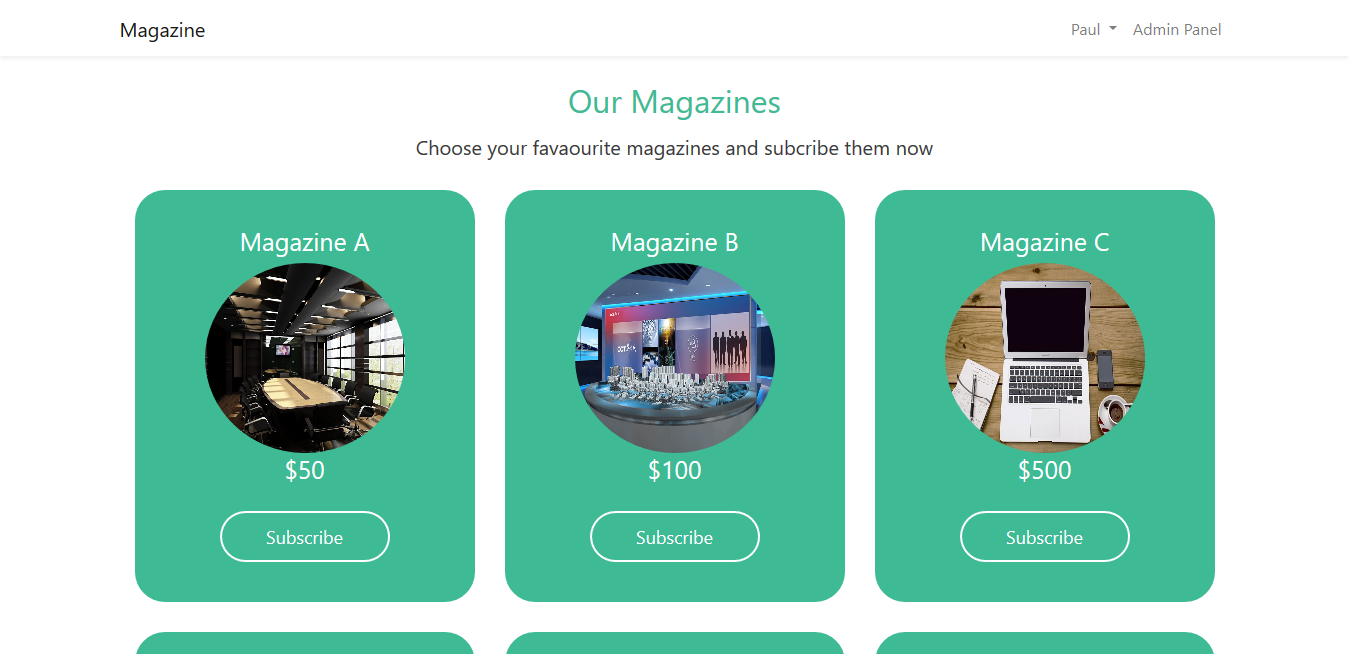 Magazine
Paul
Admin Panel
Our Magazines
Choose your favaourite magazines and subcribe them now
Magazine A
Magazine B
Magazine C
$50
$100
$500
Subscribe
Subscribe
Subscribe